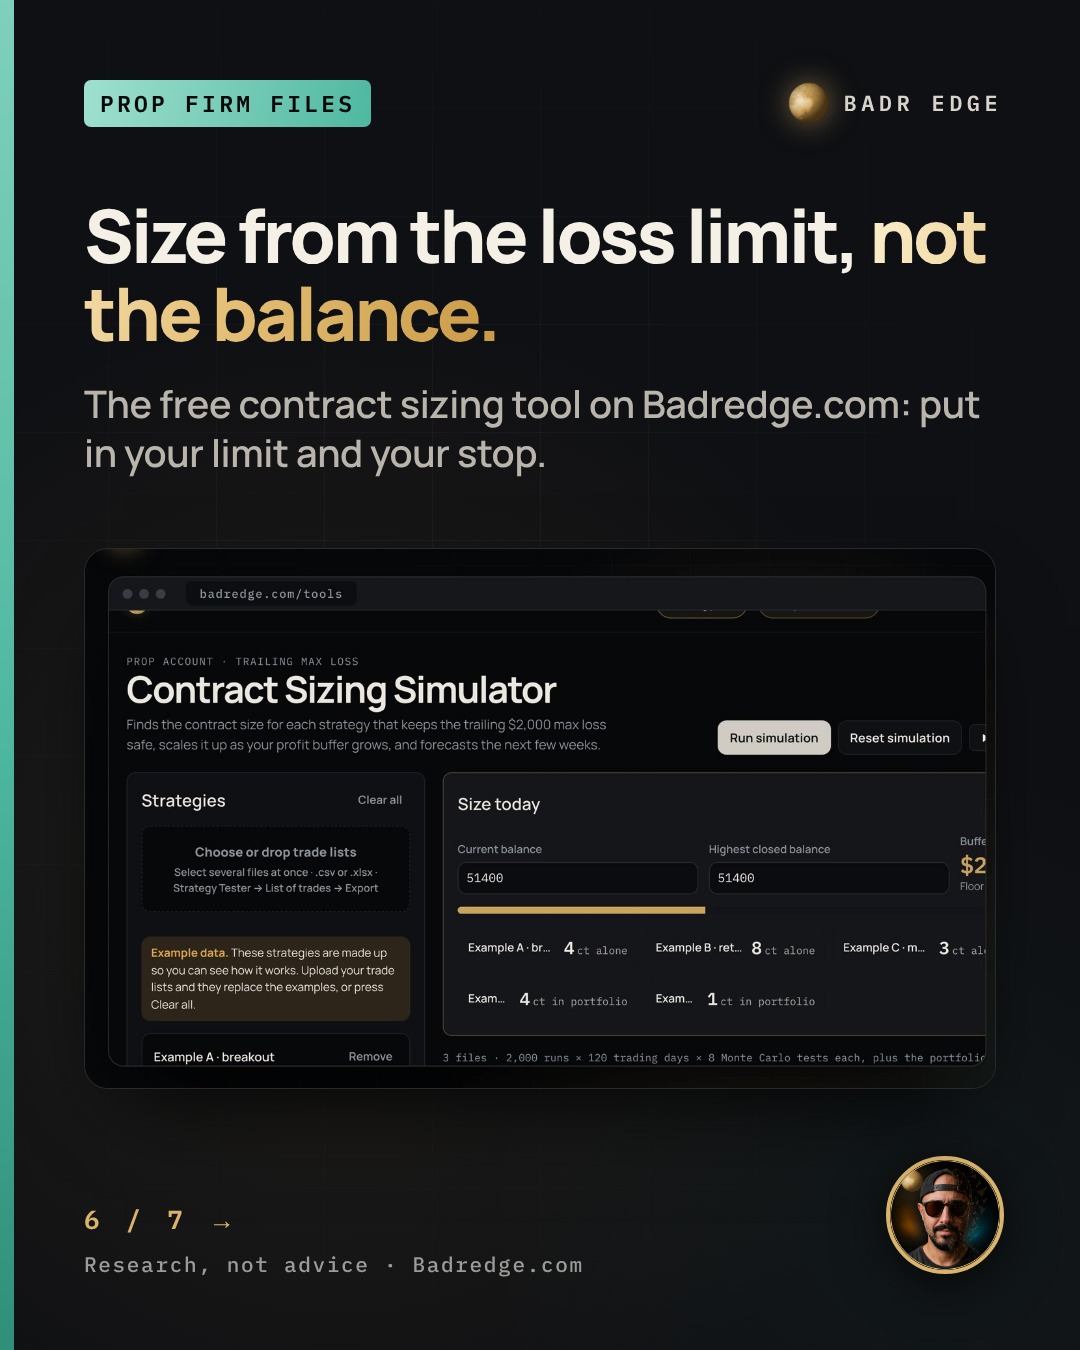 PROP FIRM FILES
BADR EDGE
Size from the loss limit, not
the balance.
The free contract sizing tool on Badredge.com: put
in your limit and your stop.
badredge.com/tools
PROP ACCOUNT · TRAILING MAX LOSS
Contract Sizing Simulator
Finds the contract size for each strategy that keeps the trailing $2,000 max loss
safe, scales it up as your profit buffer grows, and forecasts the next few weeks.
Run simulation
Reset simulation
Strategies
Clear all
Choose or drop trade lists
Select several files at once · .csv or .xlsx ·
Strategy Tester → List of trades → Export
Example data. These strategies are made up
so you can see how it works. Upload your trade
lists and they replace the examples, or press
Clear all.
Example A · breakout
Remove
Size today
Current balance
Highest closed balance
51400
51400
Floor
Example A · br... 4 ct alone
Example B · ret... 8 ct alone
Example C · m... 3 ct
Exam... 4 ct in portfolio
Exam... 1 ct in portfolio
3 files · 2,000 runs × 120 trading days × 8 Monte Carlo tests each, plus the portfolio
6 / 7 →
Research, not advice · Badredge.com